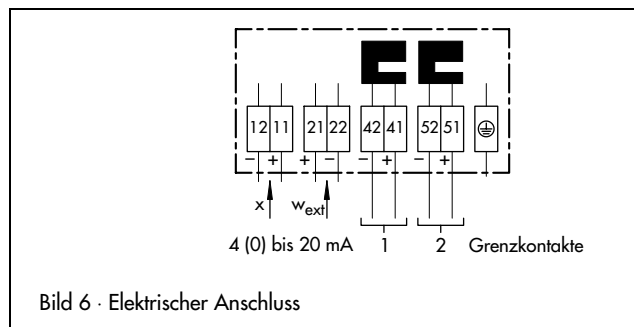 12 11 21 22 42 41 52 51
− + + − − + − +
x w_ext
4 (0) bis 20 mA 1 2 Grenzkontakte
Bild 6 · Elektrischer Anschluss